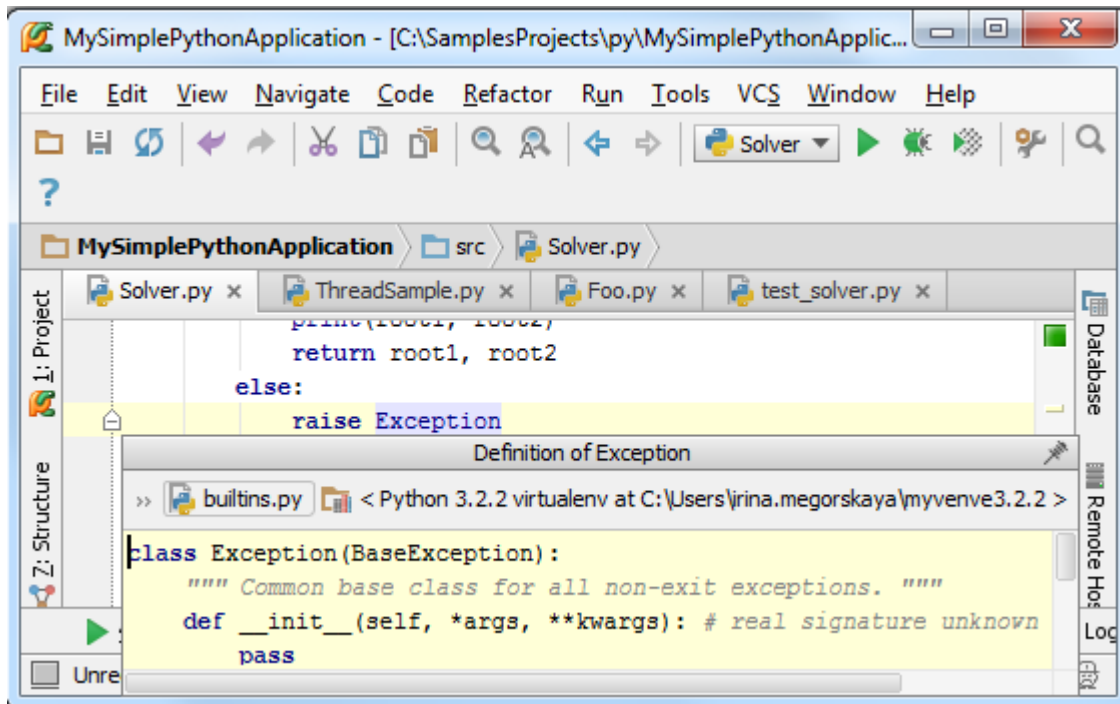 MySimplePythonApplication - [C:\SamplesProjects\py\MySimplePythonApplic...
File Edit View Navigate Code Refactor Run Tools VCS Window Help
Solver
?
MySimplePythonApplication src Solver.py
Solver.py × ThreadSample.py × Foo.py × test_solver.py ×
1: Project
Z: Structure
print(root1, root2)
return root1, root2
else:
raise Exception
Definition of Exception
>> builtins.py < Python 3.2.2 virtualenv at C:\Users\irina.megorskaya\myvenve3.2.2 >
class Exception(BaseException):
""" Common base class for all non-exit exceptions. """
def __init__(self, *args, **kwargs): # real signature unknown
pass
Database
Remote Hos
Log
Unre